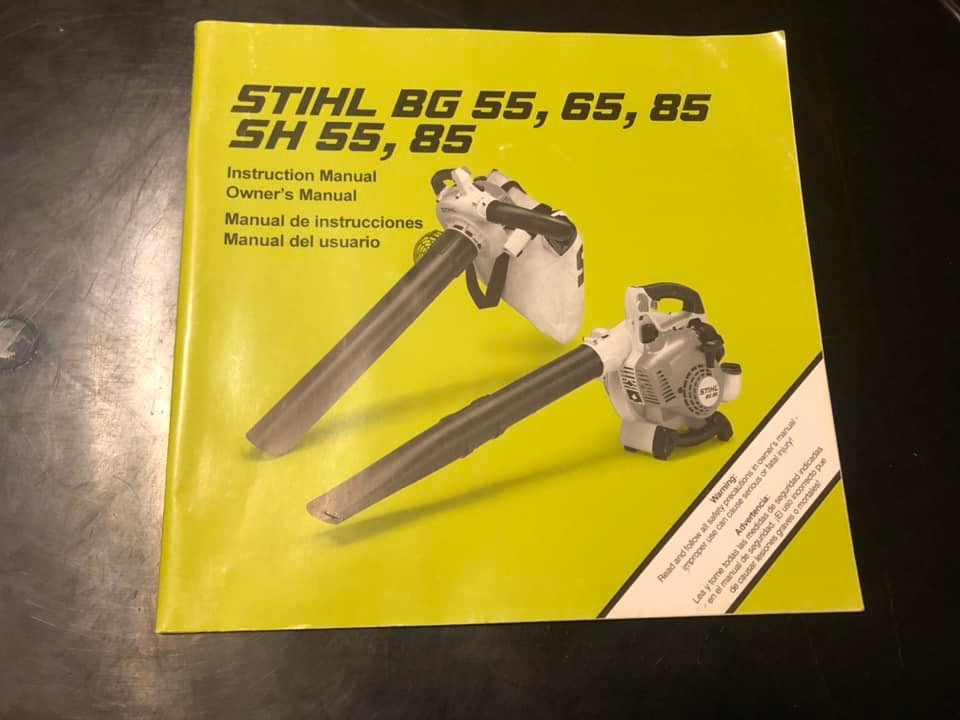 STIHL BG 55, 65, 85
SH 55, 85
Instruction Manual
Owner's Manual
Manual de instrucciones
Manual del usuario
STIHL
Warning:
Read and follow all safety precautions in owner's manual -
improper use can cause serious or fatal injury!
Advertencia:
Lea y tome todas las medidas de seguridad indicadas
en el manual de seguridad. ¡El uso incorrecto pue
de causar lesiones graves o mortales!